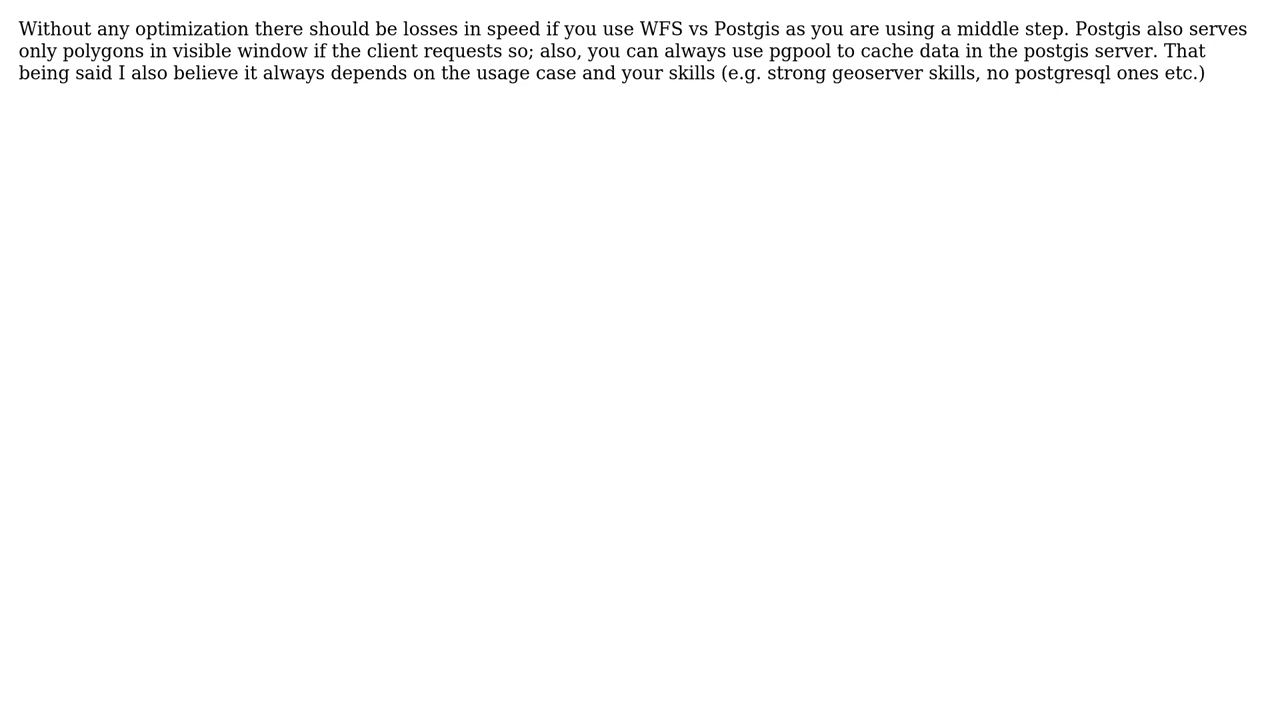 Without any optimization there should be losses in speed if you use WFS vs Postgis as you are using a middle step. Postgis also serves
only polygons in visible window if the client requests so; also, you can always use pgpool to cache data in the postgis server. That
being said I also believe it always depends on the usage case and your skills (e.g. strong geoserver skills, no postgresql ones etc.)